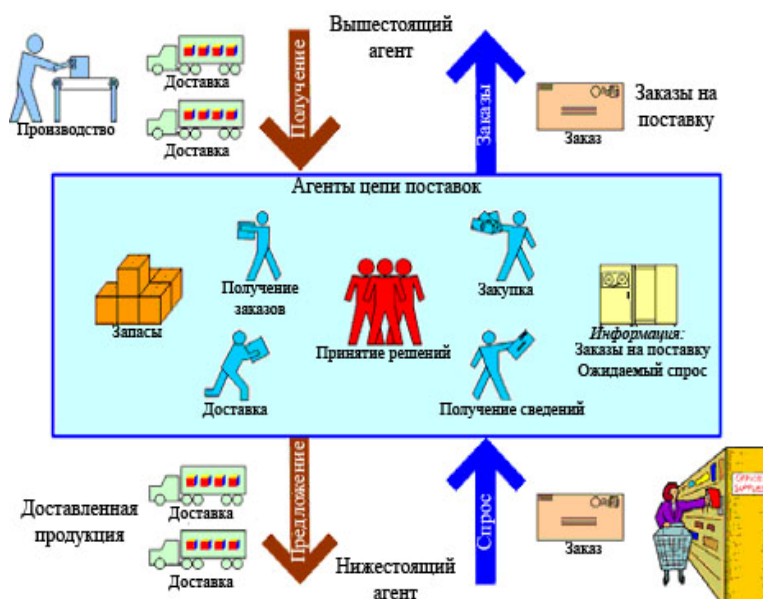 Производство
Доставка
Доставка
Получение
Вышестоящий
агент
Заказы
Заказ
Заказы на
поставку
Агенты цепи поставок
Запасы
Получение
заказов
Доставка
Принятие решений
Закупка
Получение сведений
Информация:
Заказы на поставку
Ожидаемый спрос
Доставленная
продукция
Доставка
Доставка
Предложение
Нижестоящий
агент
Спрос
Заказ
OFFICE
SUPPLIES